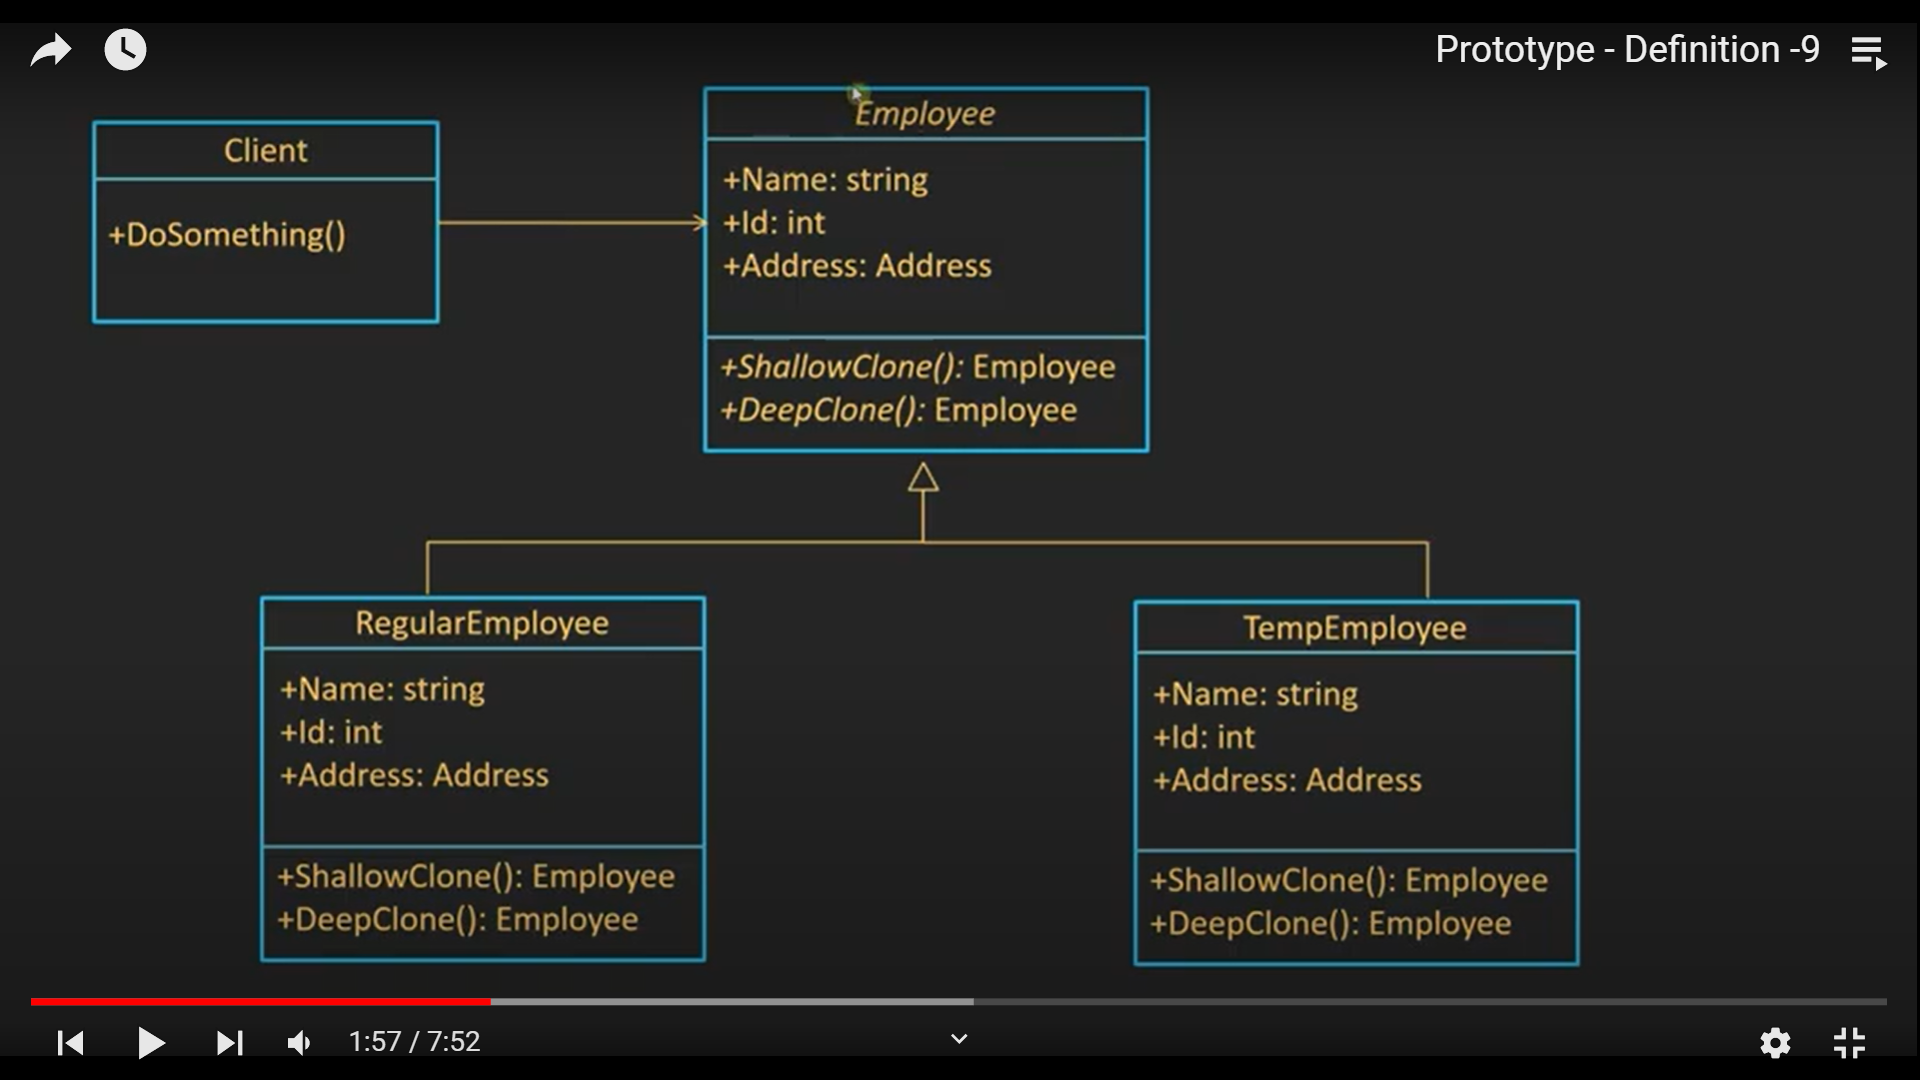 Prototype - Definition -9
Client
+DoSomething()
Employee
+Name: string
+Id: int
+Address: Address
+ShallowClone(): Employee
+DeepClone(): Employee
RegularEmployee
+Name: string
+Id: int
+Address: Address
+ShallowClone(): Employee
+DeepClone(): Employee
TempEmployee
+Name: string
+Id: int
+Address: Address
+ShallowClone(): Employee
+DeepClone(): Employee
1:57 / 7:52